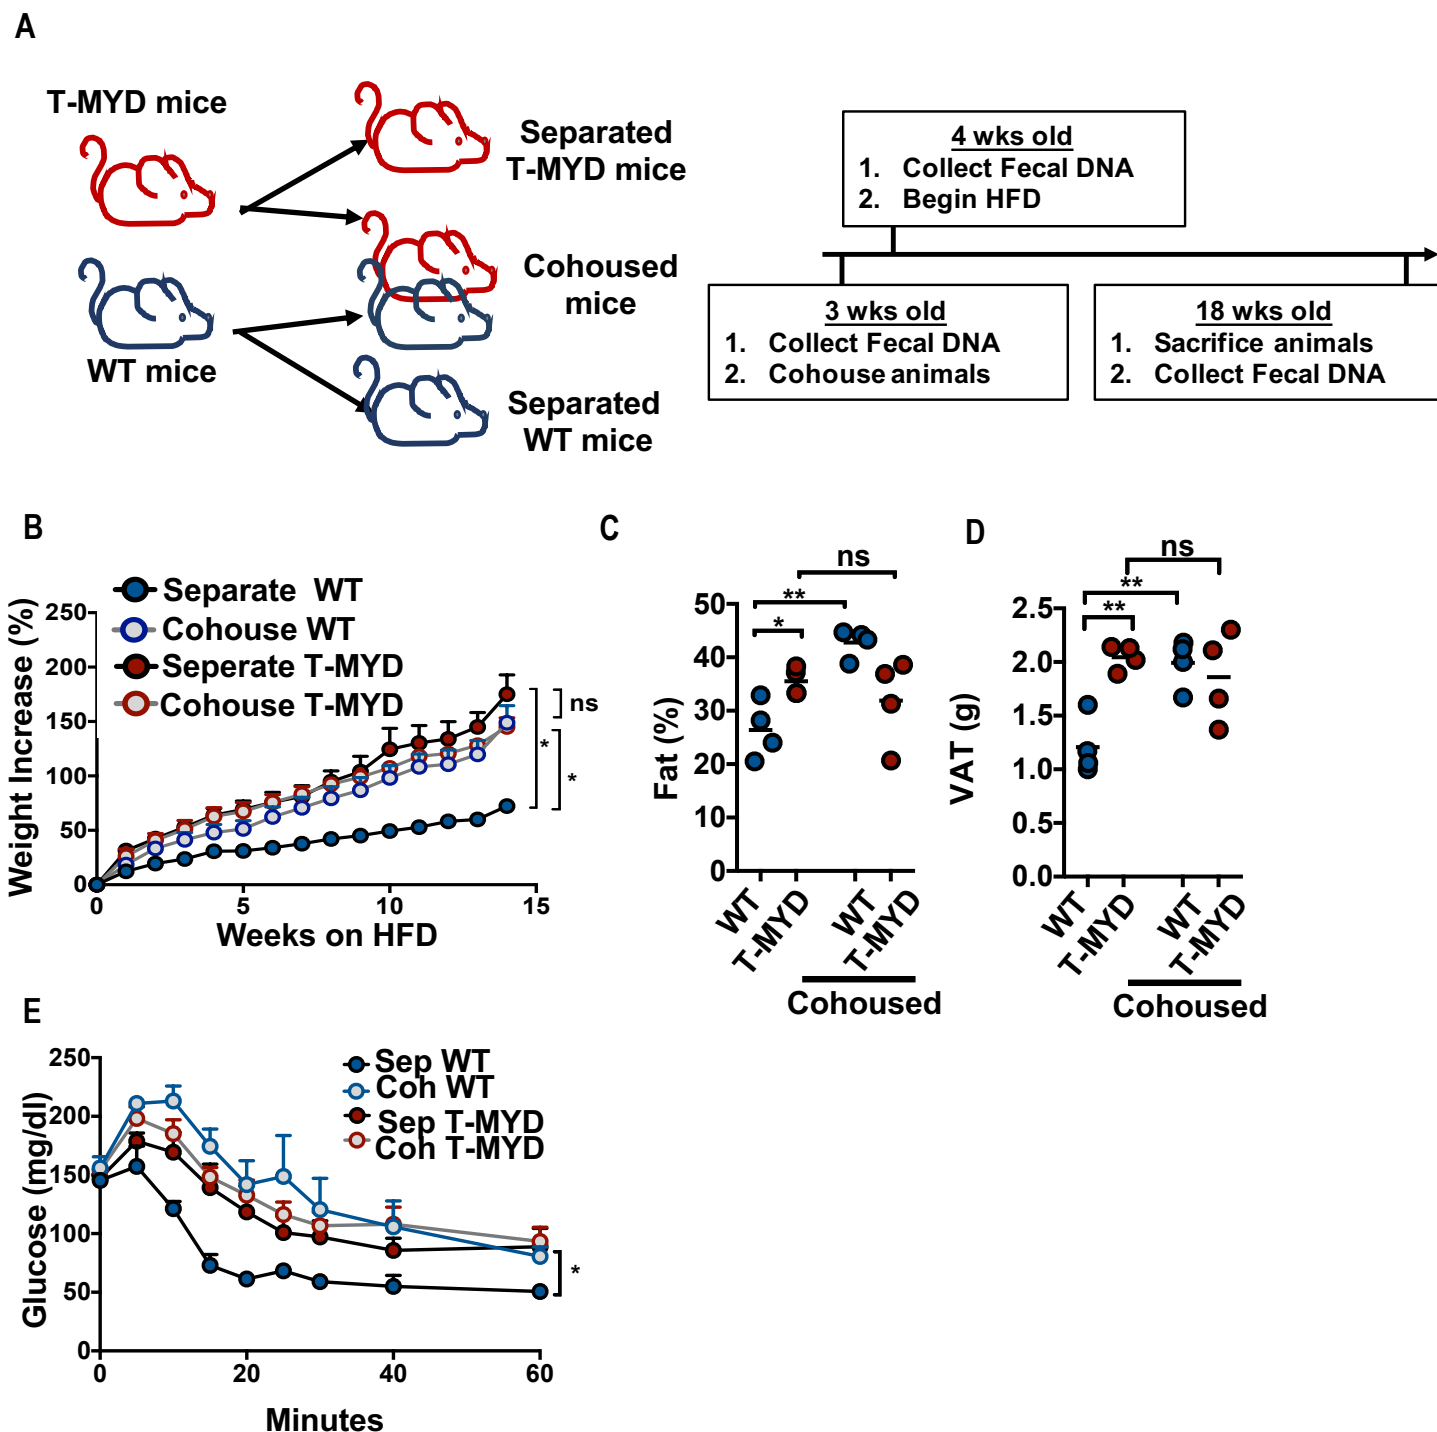 A
T-MYD mice
WT mice
Separated
T-MYD mice
Cohoused
mice
Separated
WT mice
4 wks old
1. Collect Fecal DNA
2. Begin HFD
3 wks old
1. Collect Fecal DNA
2. Cohouse animals
18 wks old
1. Sacrifice animals
2. Collect Fecal DNA
B
Separate WT
Cohouse WT
Seperate T-MYD
Cohouse T-MYD
Weight Increase (%)
250
200
150
100
50
0
0 5 10 15
Weeks on HFD
ns
*
*
C
Fat (%)
50
40
30
20
10
0
ns
**
*
WT
T-MYD
WT
T-MYD
Cohoused
D
VAT (g)
2.5
2.0
1.5
1.0
0.5
0.0
ns
**
**
WT
T-MYD
WT
T-MYD
Cohoused
E
Sep WT
Coh WT
Sep T-MYD
Coh T-MYD
Glucose (mg/dl)
250
200
150
100
50
0
0 20 40 60
Minutes
*